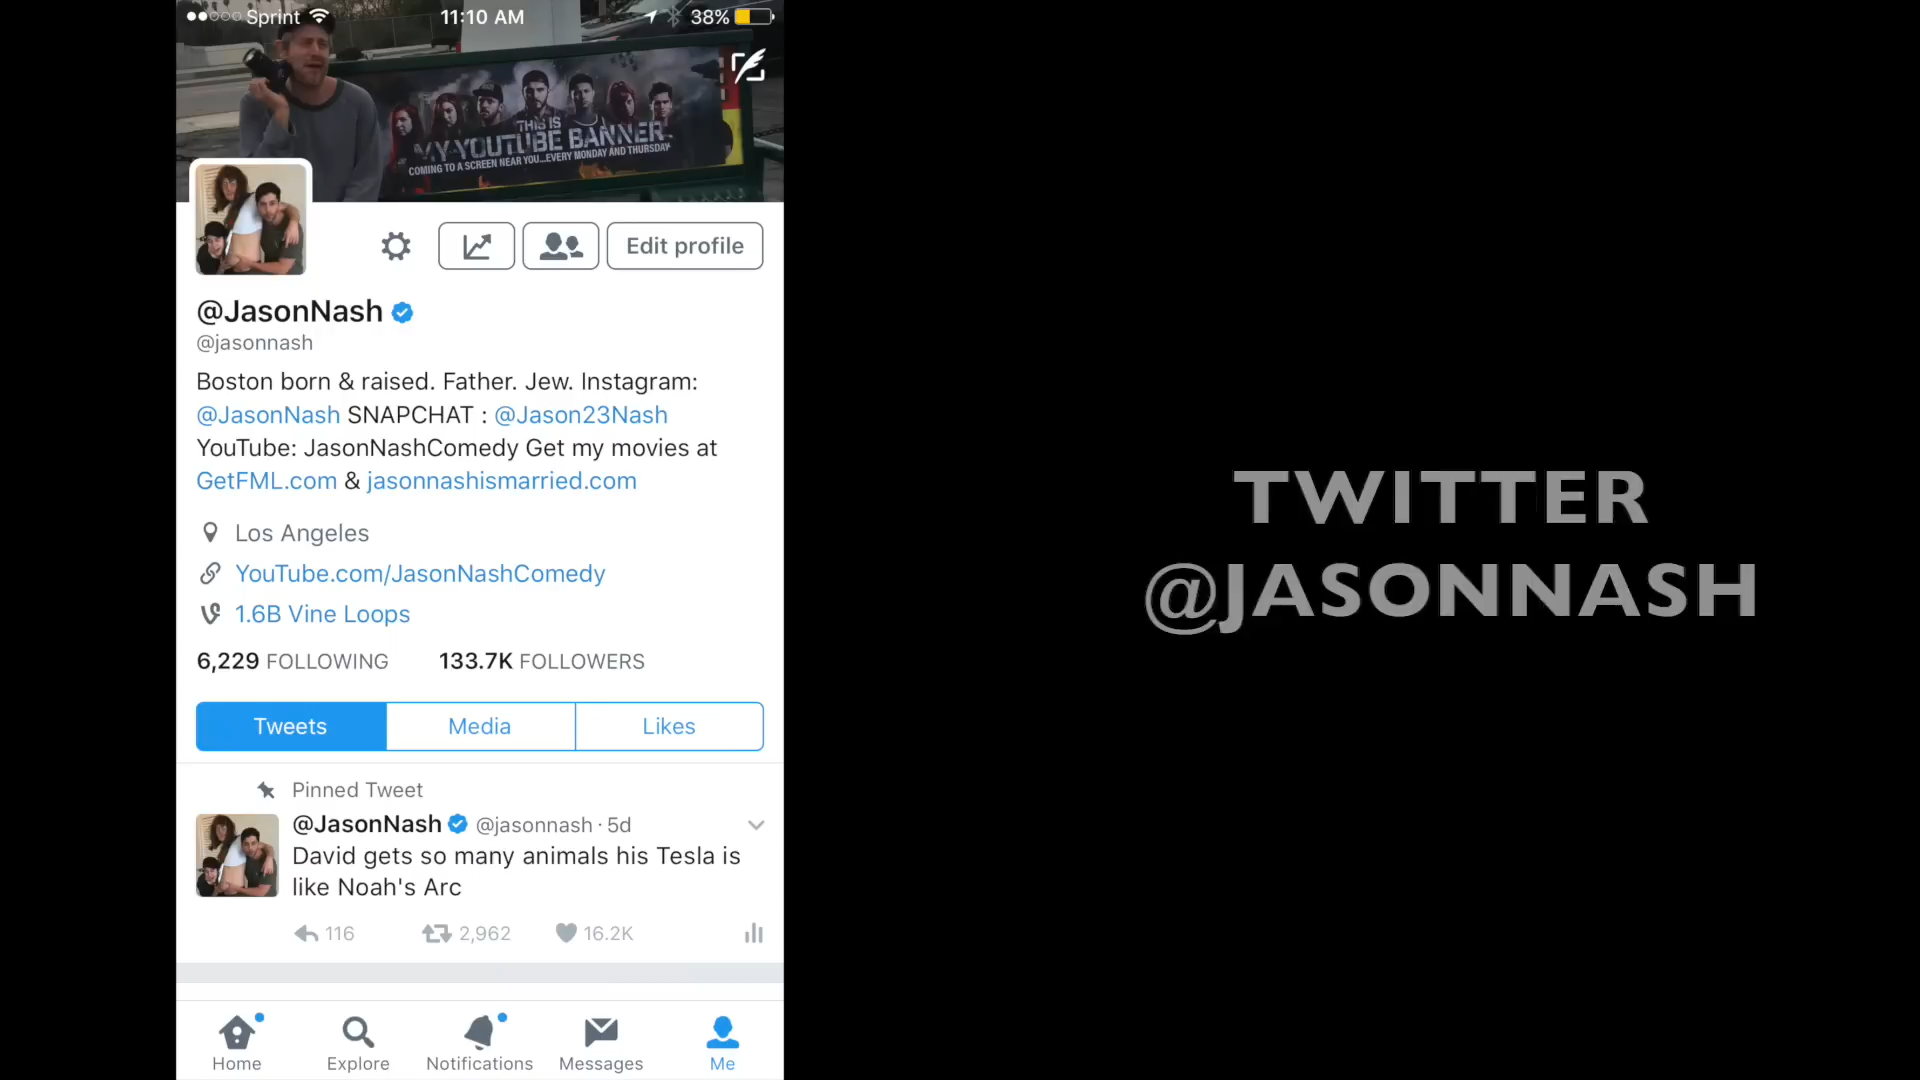 Sprint 11:10 AM 38%
THIS IS
MY YOUTUBE BANNER
COMING TO A SCREEN NEAR YOU...EVERY MONDAY AND THURSDAY
Edit profile
@JasonNash
@jasonnash
Boston born & raised. Father. Jew. Instagram:
@JasonNash SNAPCHAT : @Jason23Nash
YouTube: JasonNashComedy Get my movies at
GetFML.com & jasonnashismarried.com
Los Angeles
YouTube.com/JasonNashComedy
1.6B Vine Loops
6,229 FOLLOWING 133.7K FOLLOWERS
Tweets Media Likes
Pinned Tweet
@JasonNash @jasonnash · 5d
David gets so many animals his Tesla is
like Noah's Arc
116 2,962 16.2K
Home Explore Notifications Messages Me
TWITTER
@JASONNASH